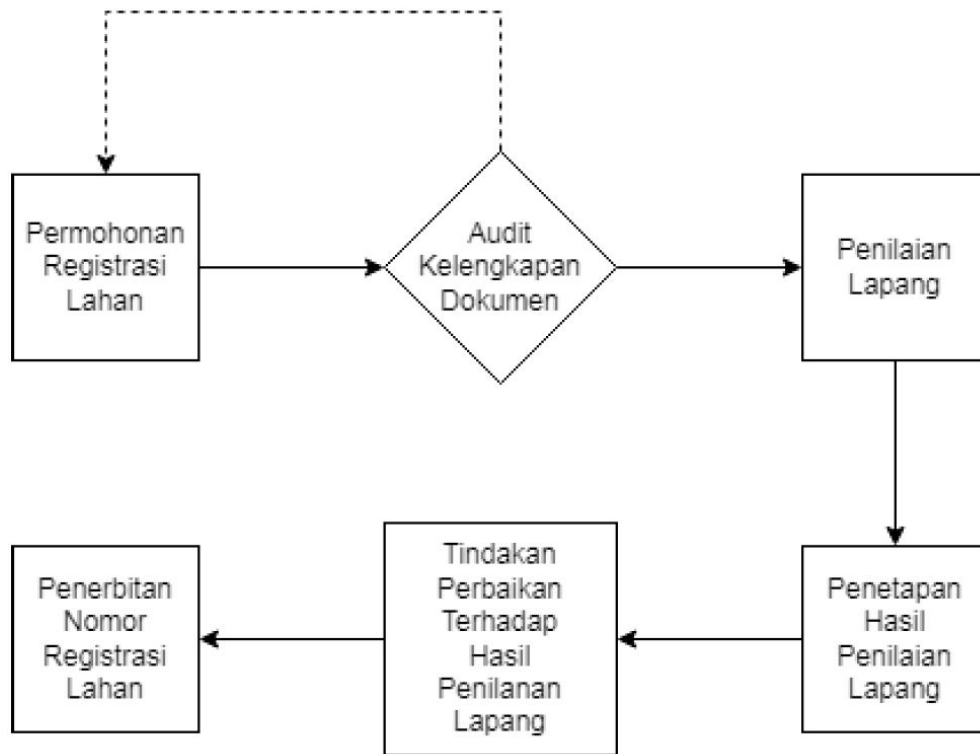 Permohonan
Registrasi
Lahan
Audit
Kelengkapan
Dokumen
Penilaian
Lapang
Penetapan
Hasil
Penilaian
Lapang
Tindakan
Perbaikan
Terhadap
Hasil
Penilanan
Lapang
Penerbitan
Nomor
Registrasi
Lahan